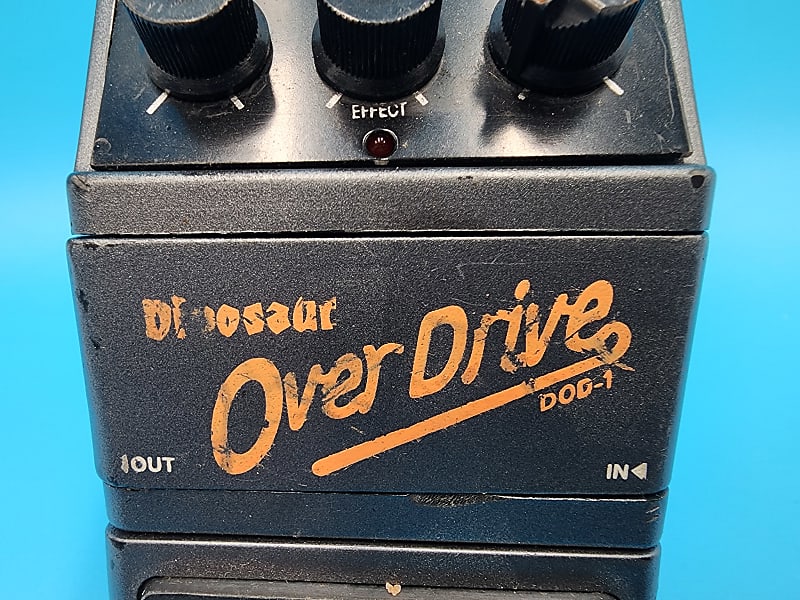 EFFECT
Dinosaur
Over Drive
DOD-1
OUT
IN